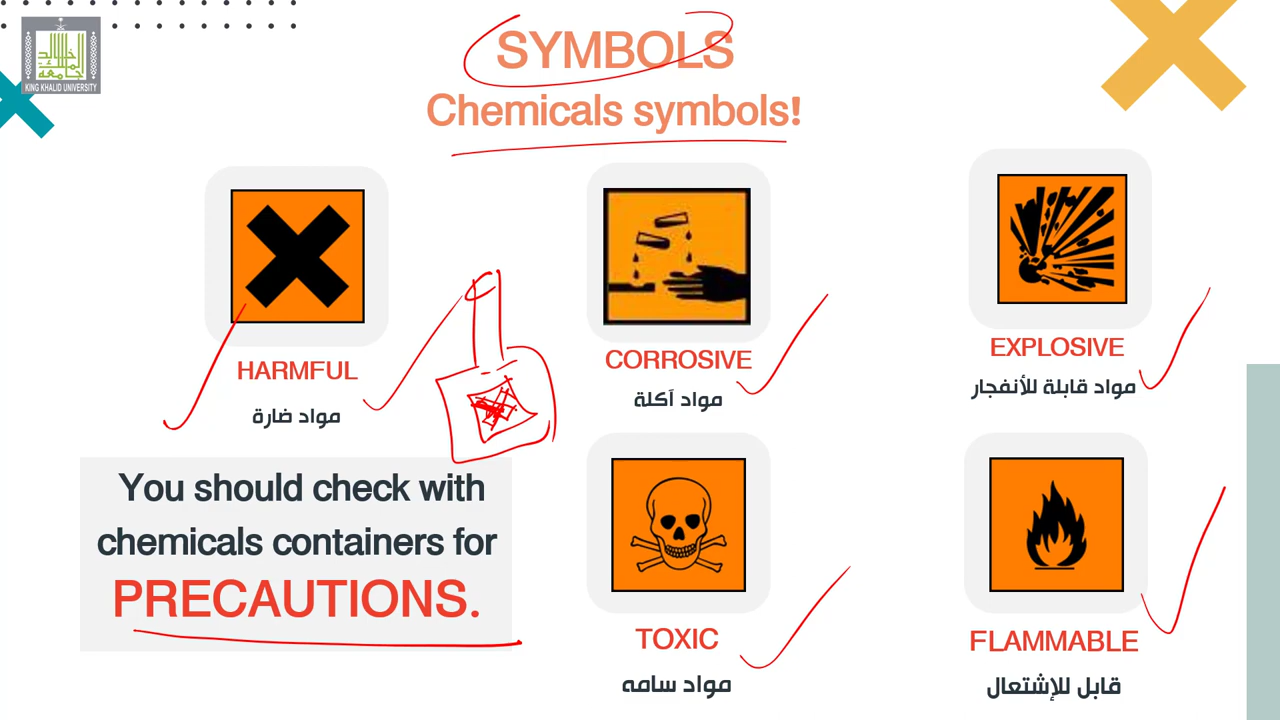 KING KHALID UNIVERSITY
SYMBOLS
Chemicals symbols!
HARMFUL
مواد ضارة
CORROSIVE
مواد آكلة
EXPLOSIVE
مواد قابلة للأنفجار
You should check with
chemicals containers for
PRECAUTIONS.
TOXIC
مواد سامه
FLAMMABLE
قابل للإشتعال